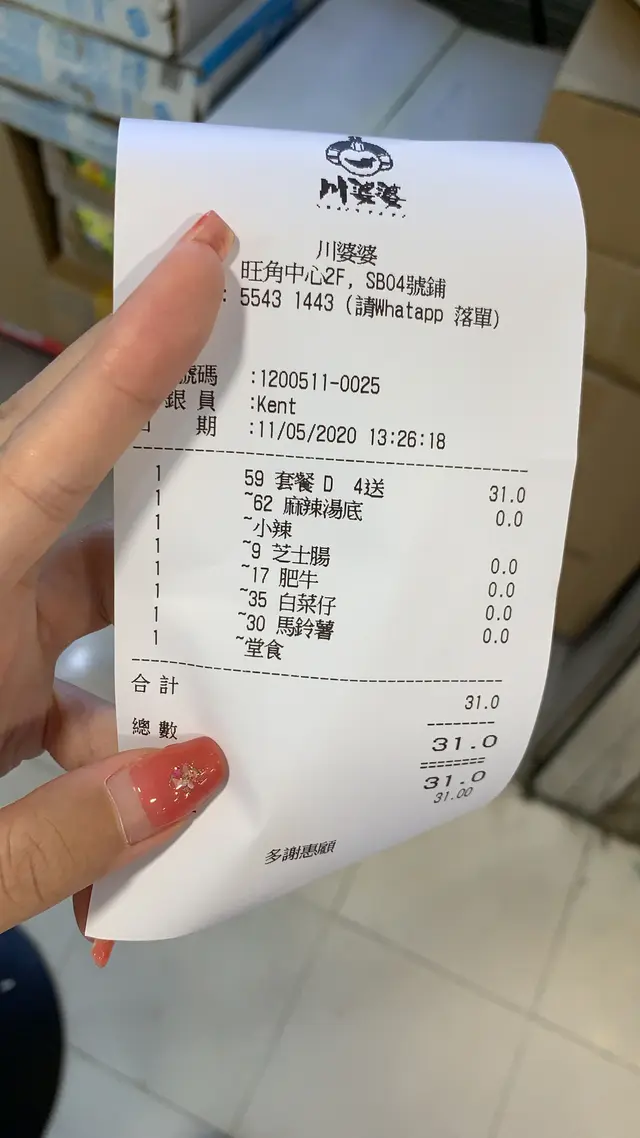 川婆婆
川婆婆
旺角中心2F, SB04號鋪
: 5543 1443 (請Whatapp 落單)
號碼 :1200511-0025
銀員 :Kent
日 期 :11/05/2020 13:26:18
1 59 套餐 D 4送 31.0
1 ~62 麻辣湯底 0.0
1 ~小辣
1 ~9 芝士腸 0.0
1 ~17 肥牛 0.0
1 ~35 白菜仔 0.0
1 ~30 馬鈴薯 0.0
1 ~堂食
合計 31.0
總數 31.0
31.0
31.00
多謝惠顧